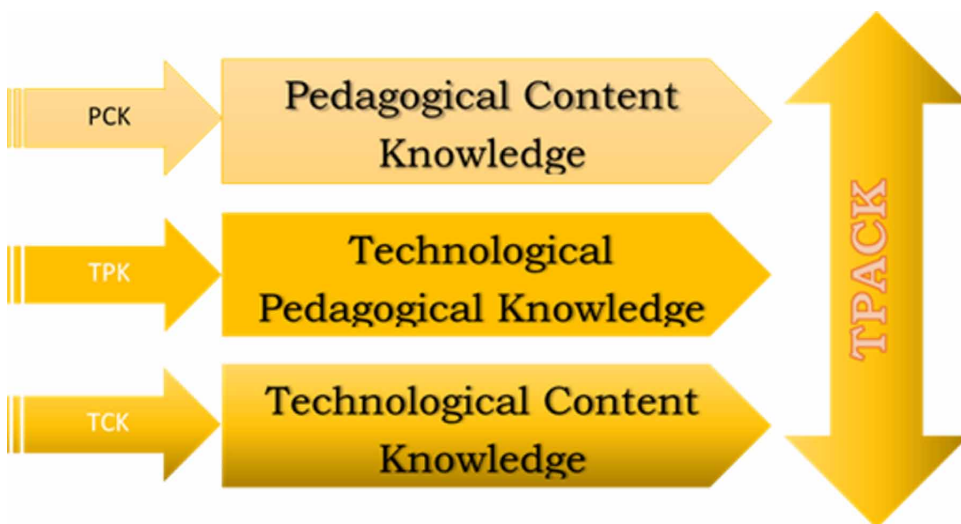 PCK
Pedagogical Content
Knowledge
TPK
Technological
Pedagogical Knowledge
TCK
Technological Content
Knowledge
TPACK